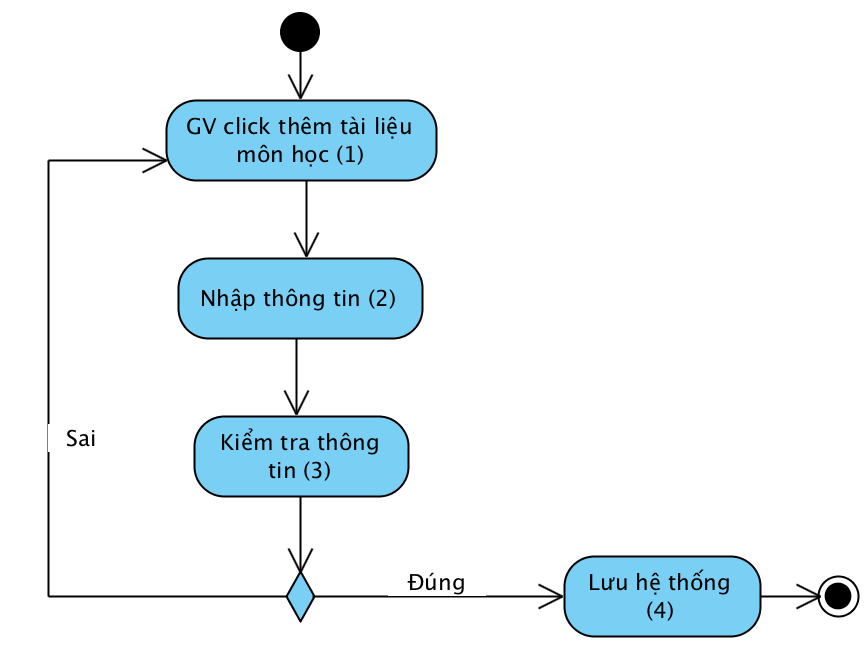 GV click thêm tài liệu
môn học (1)
Nhập thông tin (2)
Sai
Kiểm tra thông
tin (3)
Đúng
Lưu hệ thống
(4)